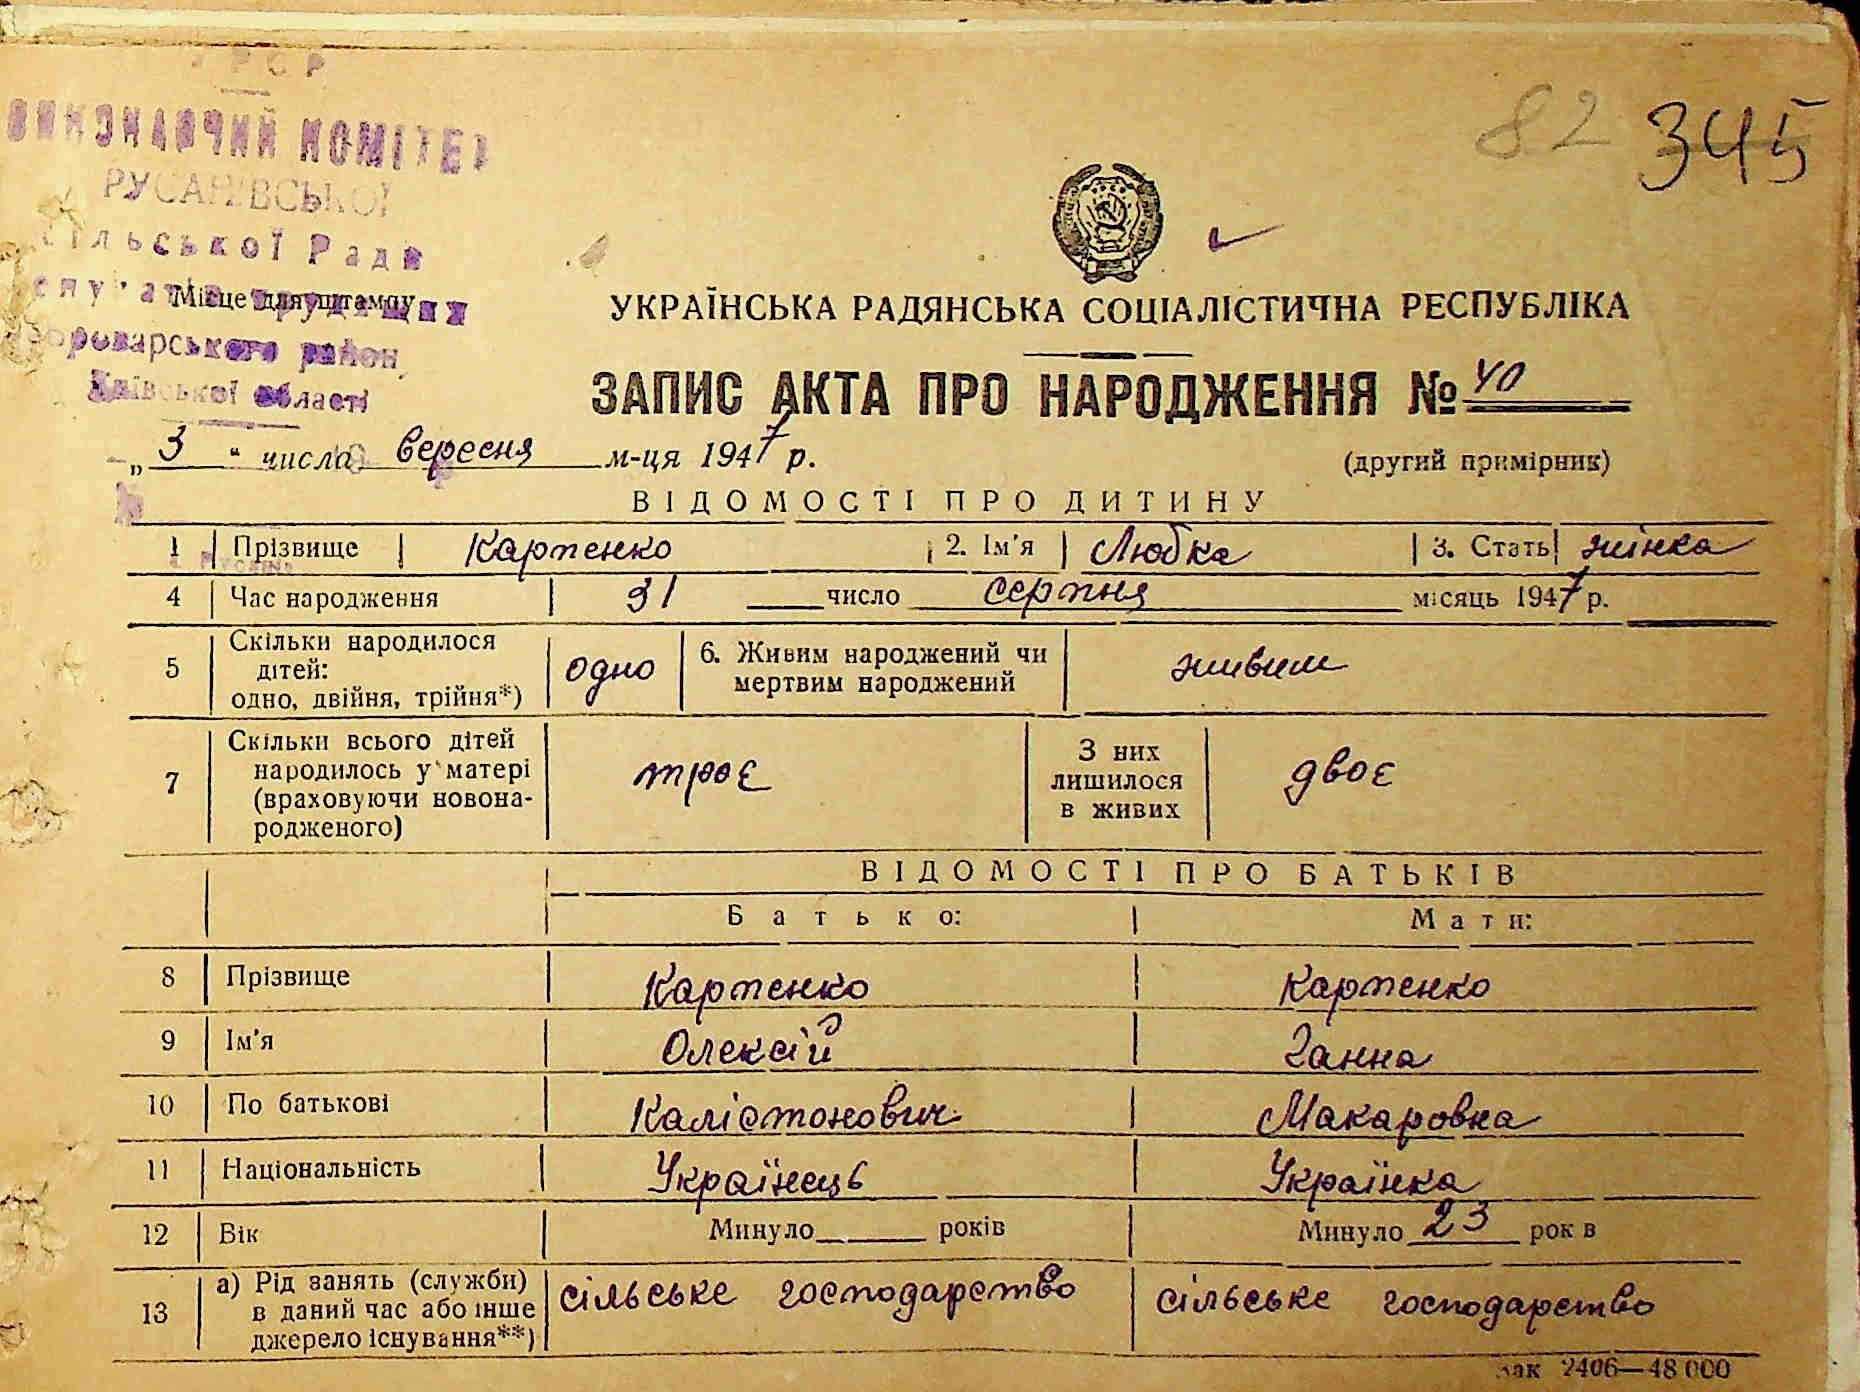 УРСР
ВИКОНАВЧИЙ КОМІТЕТ
РУСАНІВСЬКОЇ
сільської Ради
трудящих
Місце для штампу
Броварського район
Київської області
82 345
УКРАЇНСЬКА РАДЯНСЬКА СОЦІАЛІСТИЧНА РЕСПУБЛІКА
ЗАПИС АКТА ПРО НАРОДЖЕННЯ № 40
„ 3 “ числа вересня м-ця 1947 р.
(другий примірник)
ВІДОМОСТІ ПРО ДИТИНУ
1 Прізвище Карпенко 2. Ім'я Любка 3. Стать жінка
4 Час народження 31 число серпня місяць 1947 р.
5 Скільки народилося дітей: одно, двійня, трійня*) одно 6. Живим народжений чи мертвим народжений живим
7 Скільки всього дітей народилось у матері (враховуючи новона-родженого) троє З них лишилося в живих двоє
ВІДОМОСТІ ПРО БАТЬКІВ
Батько: Мати:
8 Прізвище Карпенко Карпенко
9 Ім'я Олексій Ганна
10 По батькові Калістонович Макаровна
11 Національність Українець Українка
12 Вік Минуло____ років Минуло 23 рок в
13 а) Рід занять (служби) в даний час або інше джерело існування**) сільське господарство сільське господарство
зак 2406—48 000